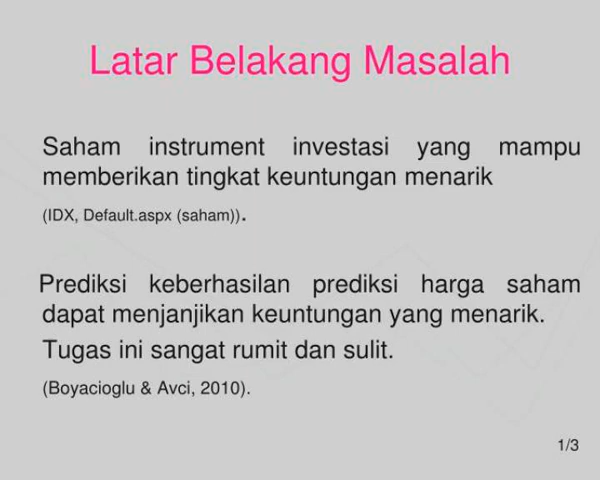 Latar Belakang Masalah
Saham instrument investasi yang mampu
memberikan tingkat keuntungan menarik
(IDX, Default.aspx (saham)).
Prediksi keberhasilan prediksi harga saham
dapat menjanjikan keuntungan yang menarik.
Tugas ini sangat rumit dan sulit.
(Boyacioglu & Avci, 2010).
1/3